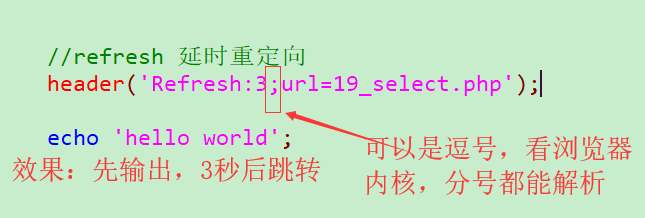 //refresh 延时重定向
header('Refresh:3;url=19_select.php');
echo 'hello world';
效果：先输出，3秒后跳转
可以是逗号，看浏览器
内核，分号都能解析